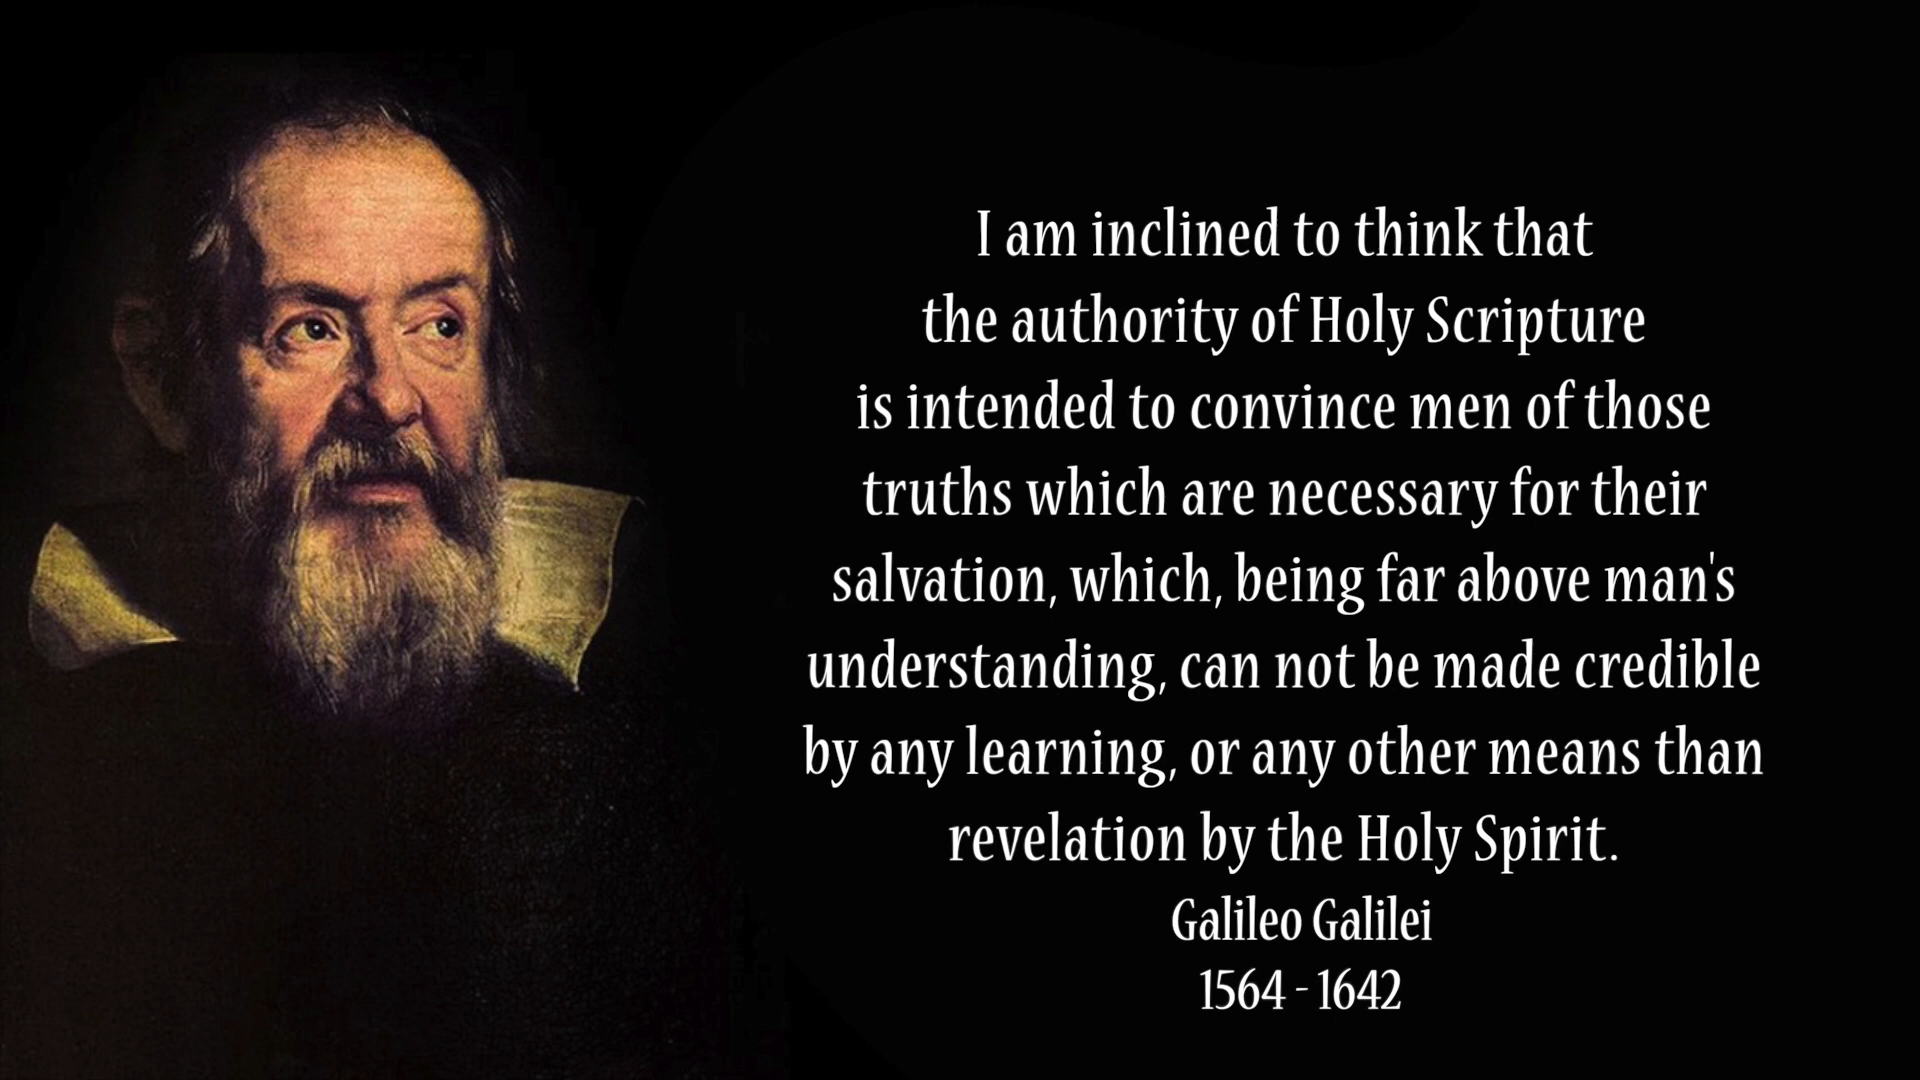 I am inclined to think that
the authority of Holy Scripture
is intended to convince men of those
truths which are necessary for their
salvation, which, being far above man's
understanding, can not be made credible
by any learning, or any other means than
revelation by the Holy Spirit.
Galileo Galilei
1564 - 1642